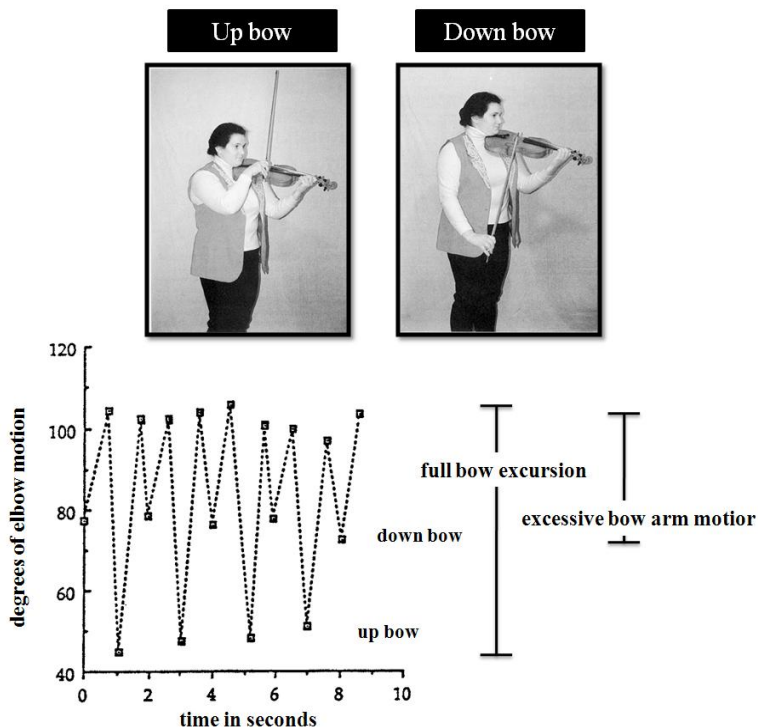 Up bow
Down bow
120
100
80
60
40
0
2
4
6
8
10
degrees of elbow motion
time in seconds
down bow
up bow
full bow excursion
excessive bow arm motior